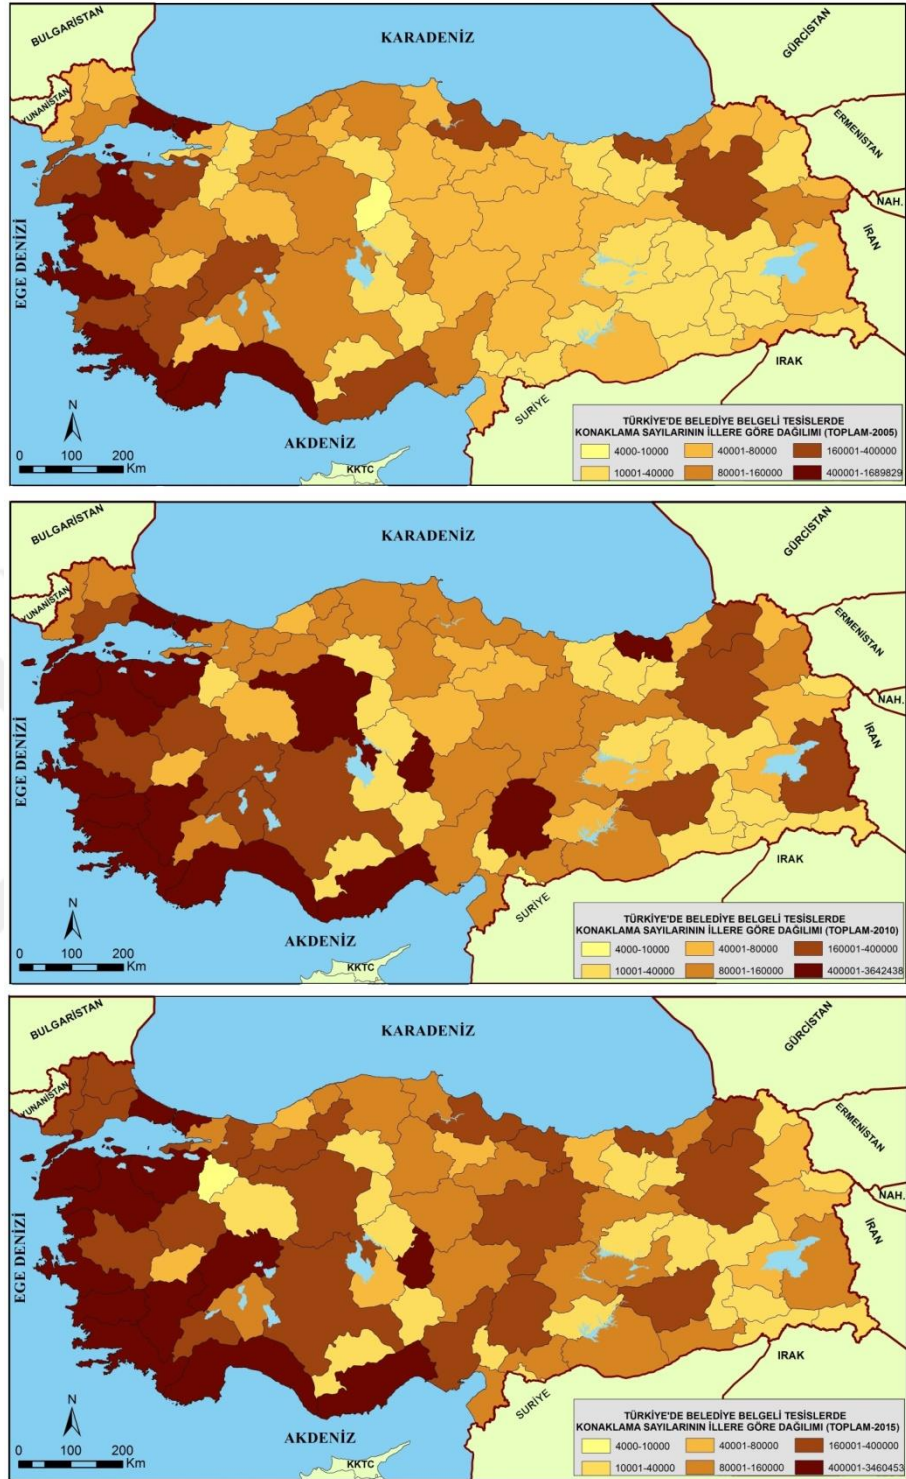 BULGARİSTAN
KARADENİZ
GÜRCİSTAN
YUNANİSTAN
ERMENİSTAN
NAH.
İRAN
EGE DENİZİ
IRAK
SURİYE
N
AKDENİZ
KKTC
0 100 200
Km
TÜRKİYE'DE BELEDİYE BELGELİ TESİSLERDE
KONAKLAMA SAYILARININ İLLERE GÖRE DAĞILIMI (TOPLAM-2005)
4000-10000 40001-80000 160001-400000
10001-40000 80001-160000 400001-1689829
BULGARİSTAN
KARADENİZ
GÜRCİSTAN
YUNANİSTAN
ERMENİSTAN
NAH.
İRAN
EGE DENİZİ
IRAK
SURİYE
N
AKDENİZ
KKTC
0 100 200
Km
TÜRKİYE'DE BELEDİYE BELGELİ TESİSLERDE
KONAKLAMA SAYILARININ İLLERE GÖRE DAĞILIMI (TOPLAM-2010)
4000-10000 40001-80000 160001-400000
10001-40000 80001-160000 400001-3642438
BULGARİSTAN
KARADENİZ
GÜRCİSTAN
YUNANİSTAN
ERMENİSTAN
NAH.
İRAN
EGE DENİZİ
IRAK
SURİYE
N
AKDENİZ
KKTC
0 100 200
Km
TÜRKİYE'DE BELEDİYE BELGELİ TESİSLERDE
KONAKLAMA SAYILARININ İLLERE GÖRE DAĞILIMI (TOPLAM-2015)
4000-10000 40001-80000 160001-400000
10001-40000 80001-160000 400001-3460453